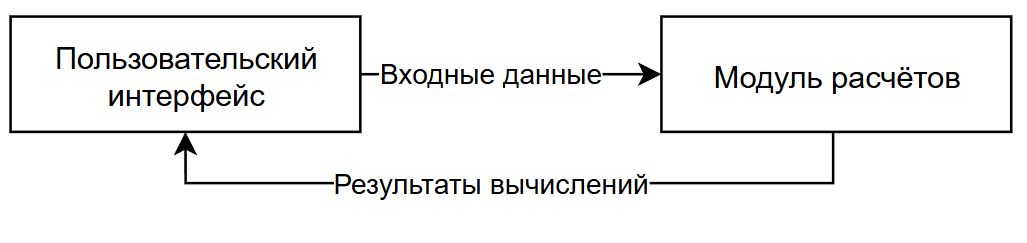 Пользовательский
интерфейс
Входные данные
Модуль расчётов
Результаты вычислений